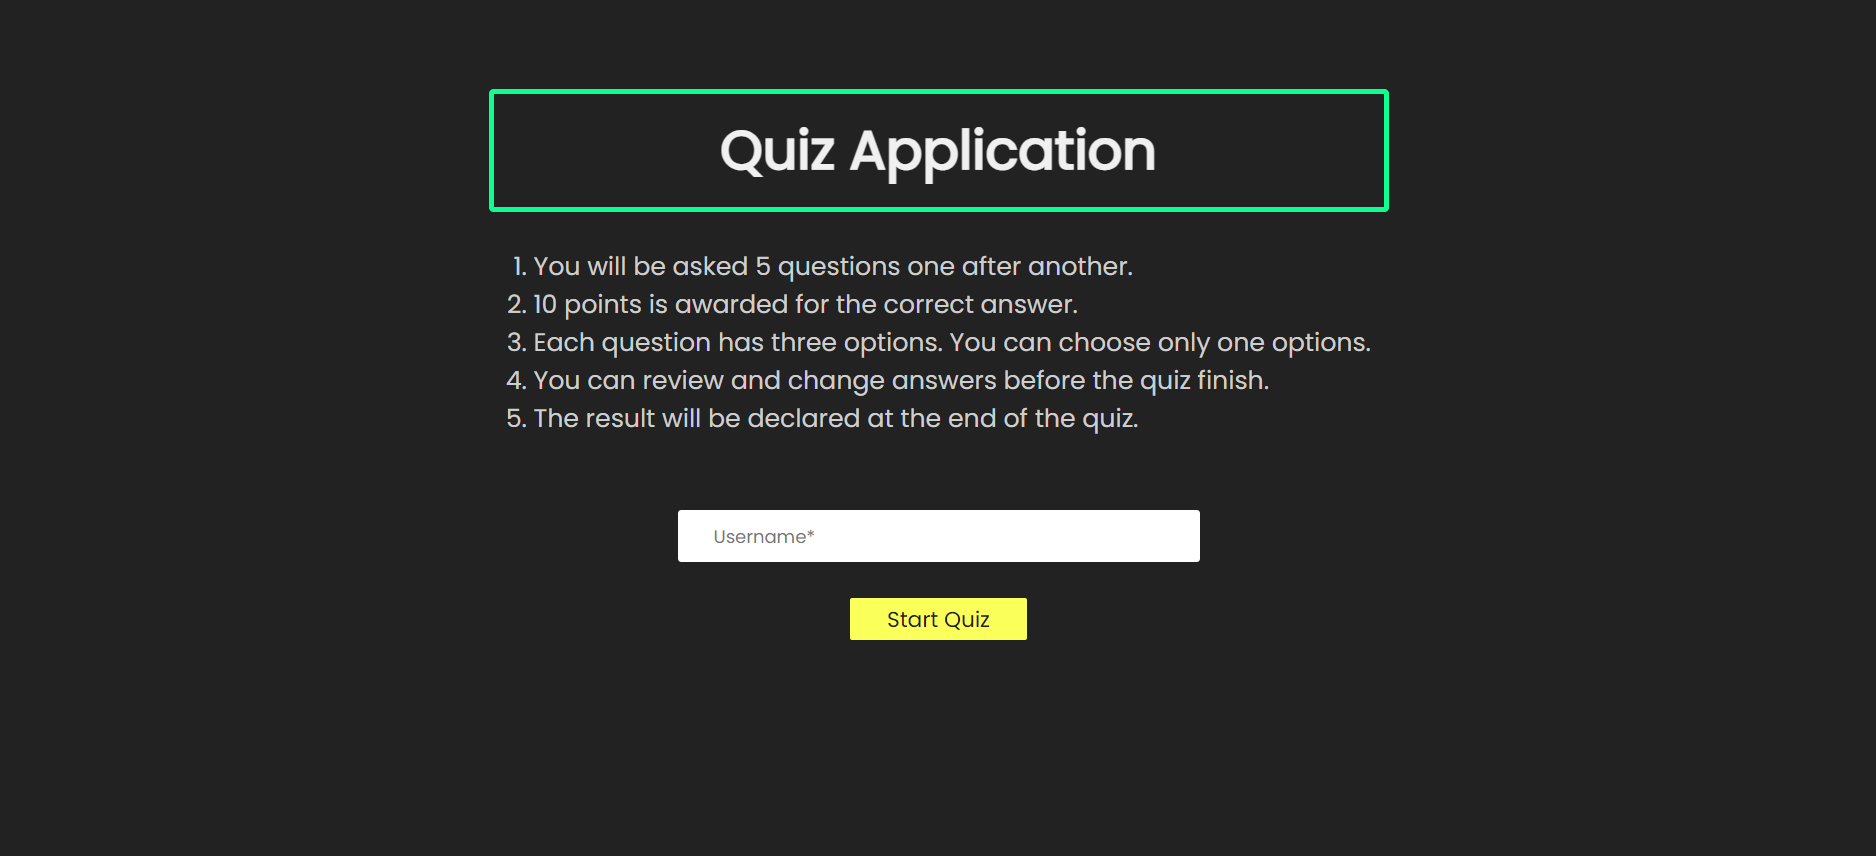 Quiz Application
1. You will be asked 5 questions one after another.
2. 10 points is awarded for the correct answer.
3. Each question has three options. You can choose only one options.
4. You can review and change answers before the quiz finish.
5. The result will be declared at the end of the quiz.
Username*
Start Quiz